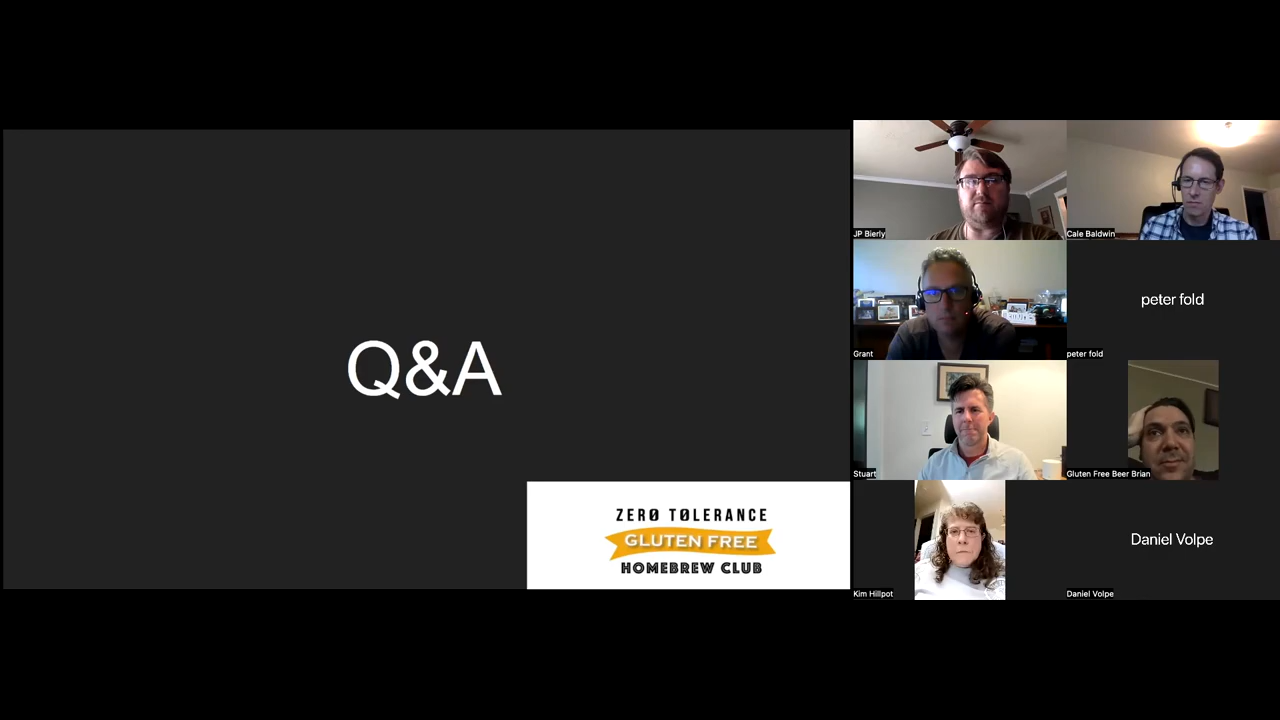 Q&A
ZERØ TØLERANCE
GLUTEN FREE
HOMEBREW CLUB
JP Bierly
Cale Baldwin
Grant
peter fold
peter fold
Stuart
Gluten Free Beer Brian
Kim Hillpot
Daniel Volpe
Daniel Volpe